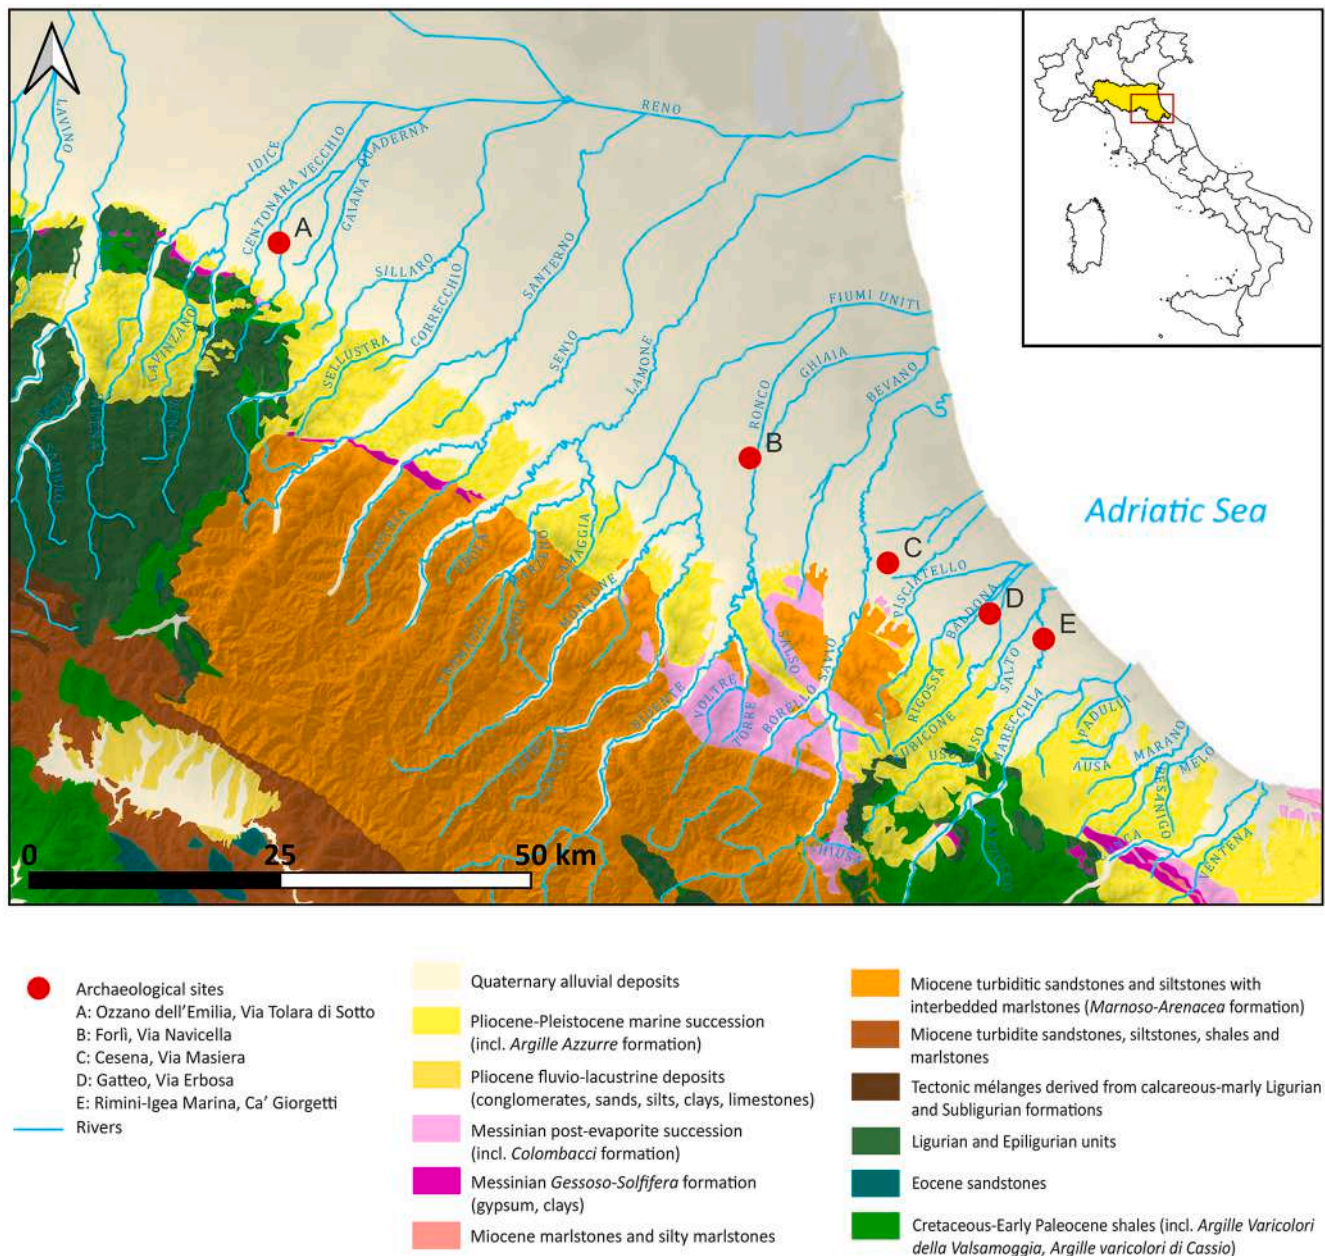 RENO
LAVINO
IDICE
CENTONARA VECCHIO
QUADERNA
GAIANA
A
SILLARO
CORRECCHIO
SANTERNO
SELLUSTRA
SENIO
LAMONE
FIUMI UNITI
GHIAIA
RONCO
BEVANO
B
Adriatic Sea
C
PISCIATELLO
D
E
SAMAGGIA
MONTONE
SALSO
SAVIO
RIGOSSA
SALTO
VOLTRE
TORRE
BORELLO
BIDENTE
RUBICONE
USO
MARECCHIA
PADULLI
AUSA
MARANO
MELO
BESANIGO
VENTENA
0
25
50 km
Archaeological sites
A: Ozzano dell'Emilia, Via Tolara di Sotto
B: Forlì, Via Navicella
C: Cesena, Via Masiera
D: Gatteo, Via Erbosa
E: Rimini-Igea Marina, Ca' Giorgetti
Rivers
Quaternary alluvial deposits
Pliocene-Pleistocene marine succession
(incl. Argille Azzurre formation)
Pliocene fluvio-lacustrine deposits
(conglomerates, sands, silts, clays, limestones)
Messinian post-evaporite succession
(incl. Colombacci formation)
Messinian Gessoso-Solfifera formation
(gypsum, clays)
Miocene marlstones and silty marlstones
Miocene turbiditic sandstones and siltstones with
interbedded marlstones (Marnoso-Arenacea formation)
Miocene turbidite sandstones, siltstones, shales and
marlstones
Tectonic mélanges derived from calcareous-marly Ligurian
and Subligurian formations
Ligurian and Epiligurian units
Eocene sandstones
Cretaceous-Early Paleocene shales (incl. Argille Varicolori
della Valsamoggia, Argille varicolori di Cassio)